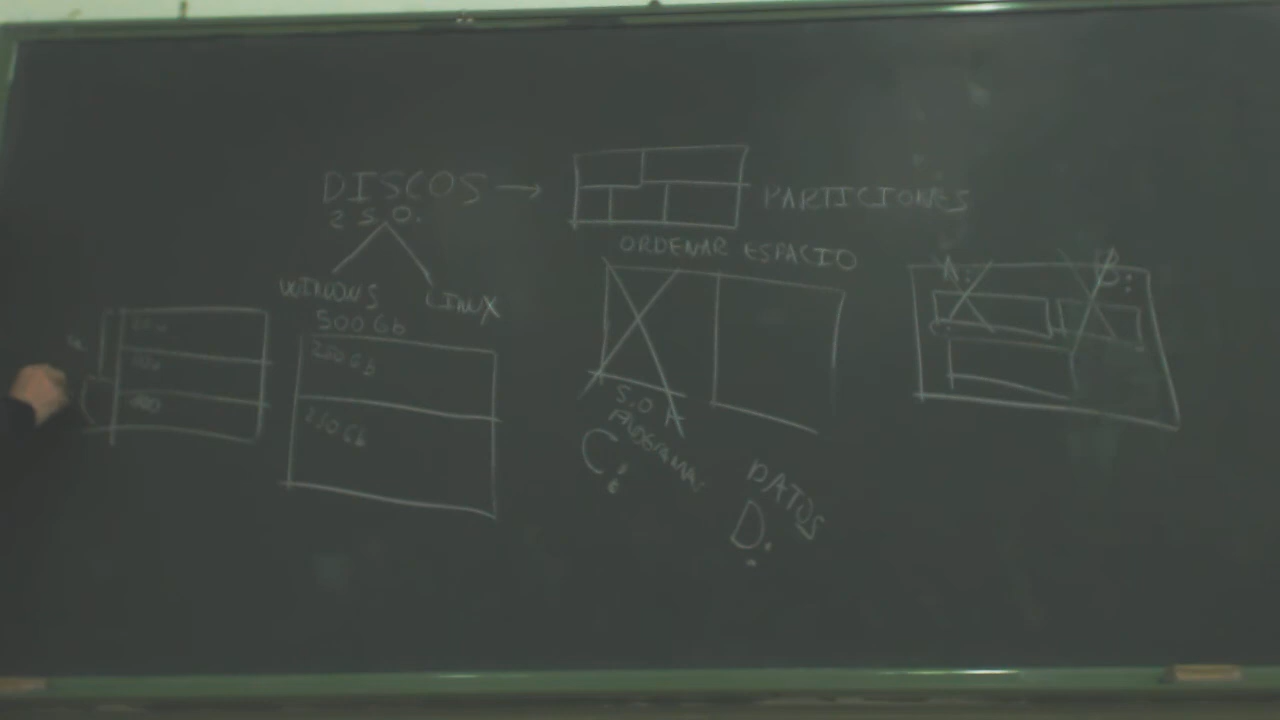 DISCOS → PARTICIONES
2 S.O.
ORDENAR ESPACIO
WINDOWS LINUX
500 Gb
250 Gb
250 Gb
S.O
PROGRAMAS
C:
DATOS
D:
A: